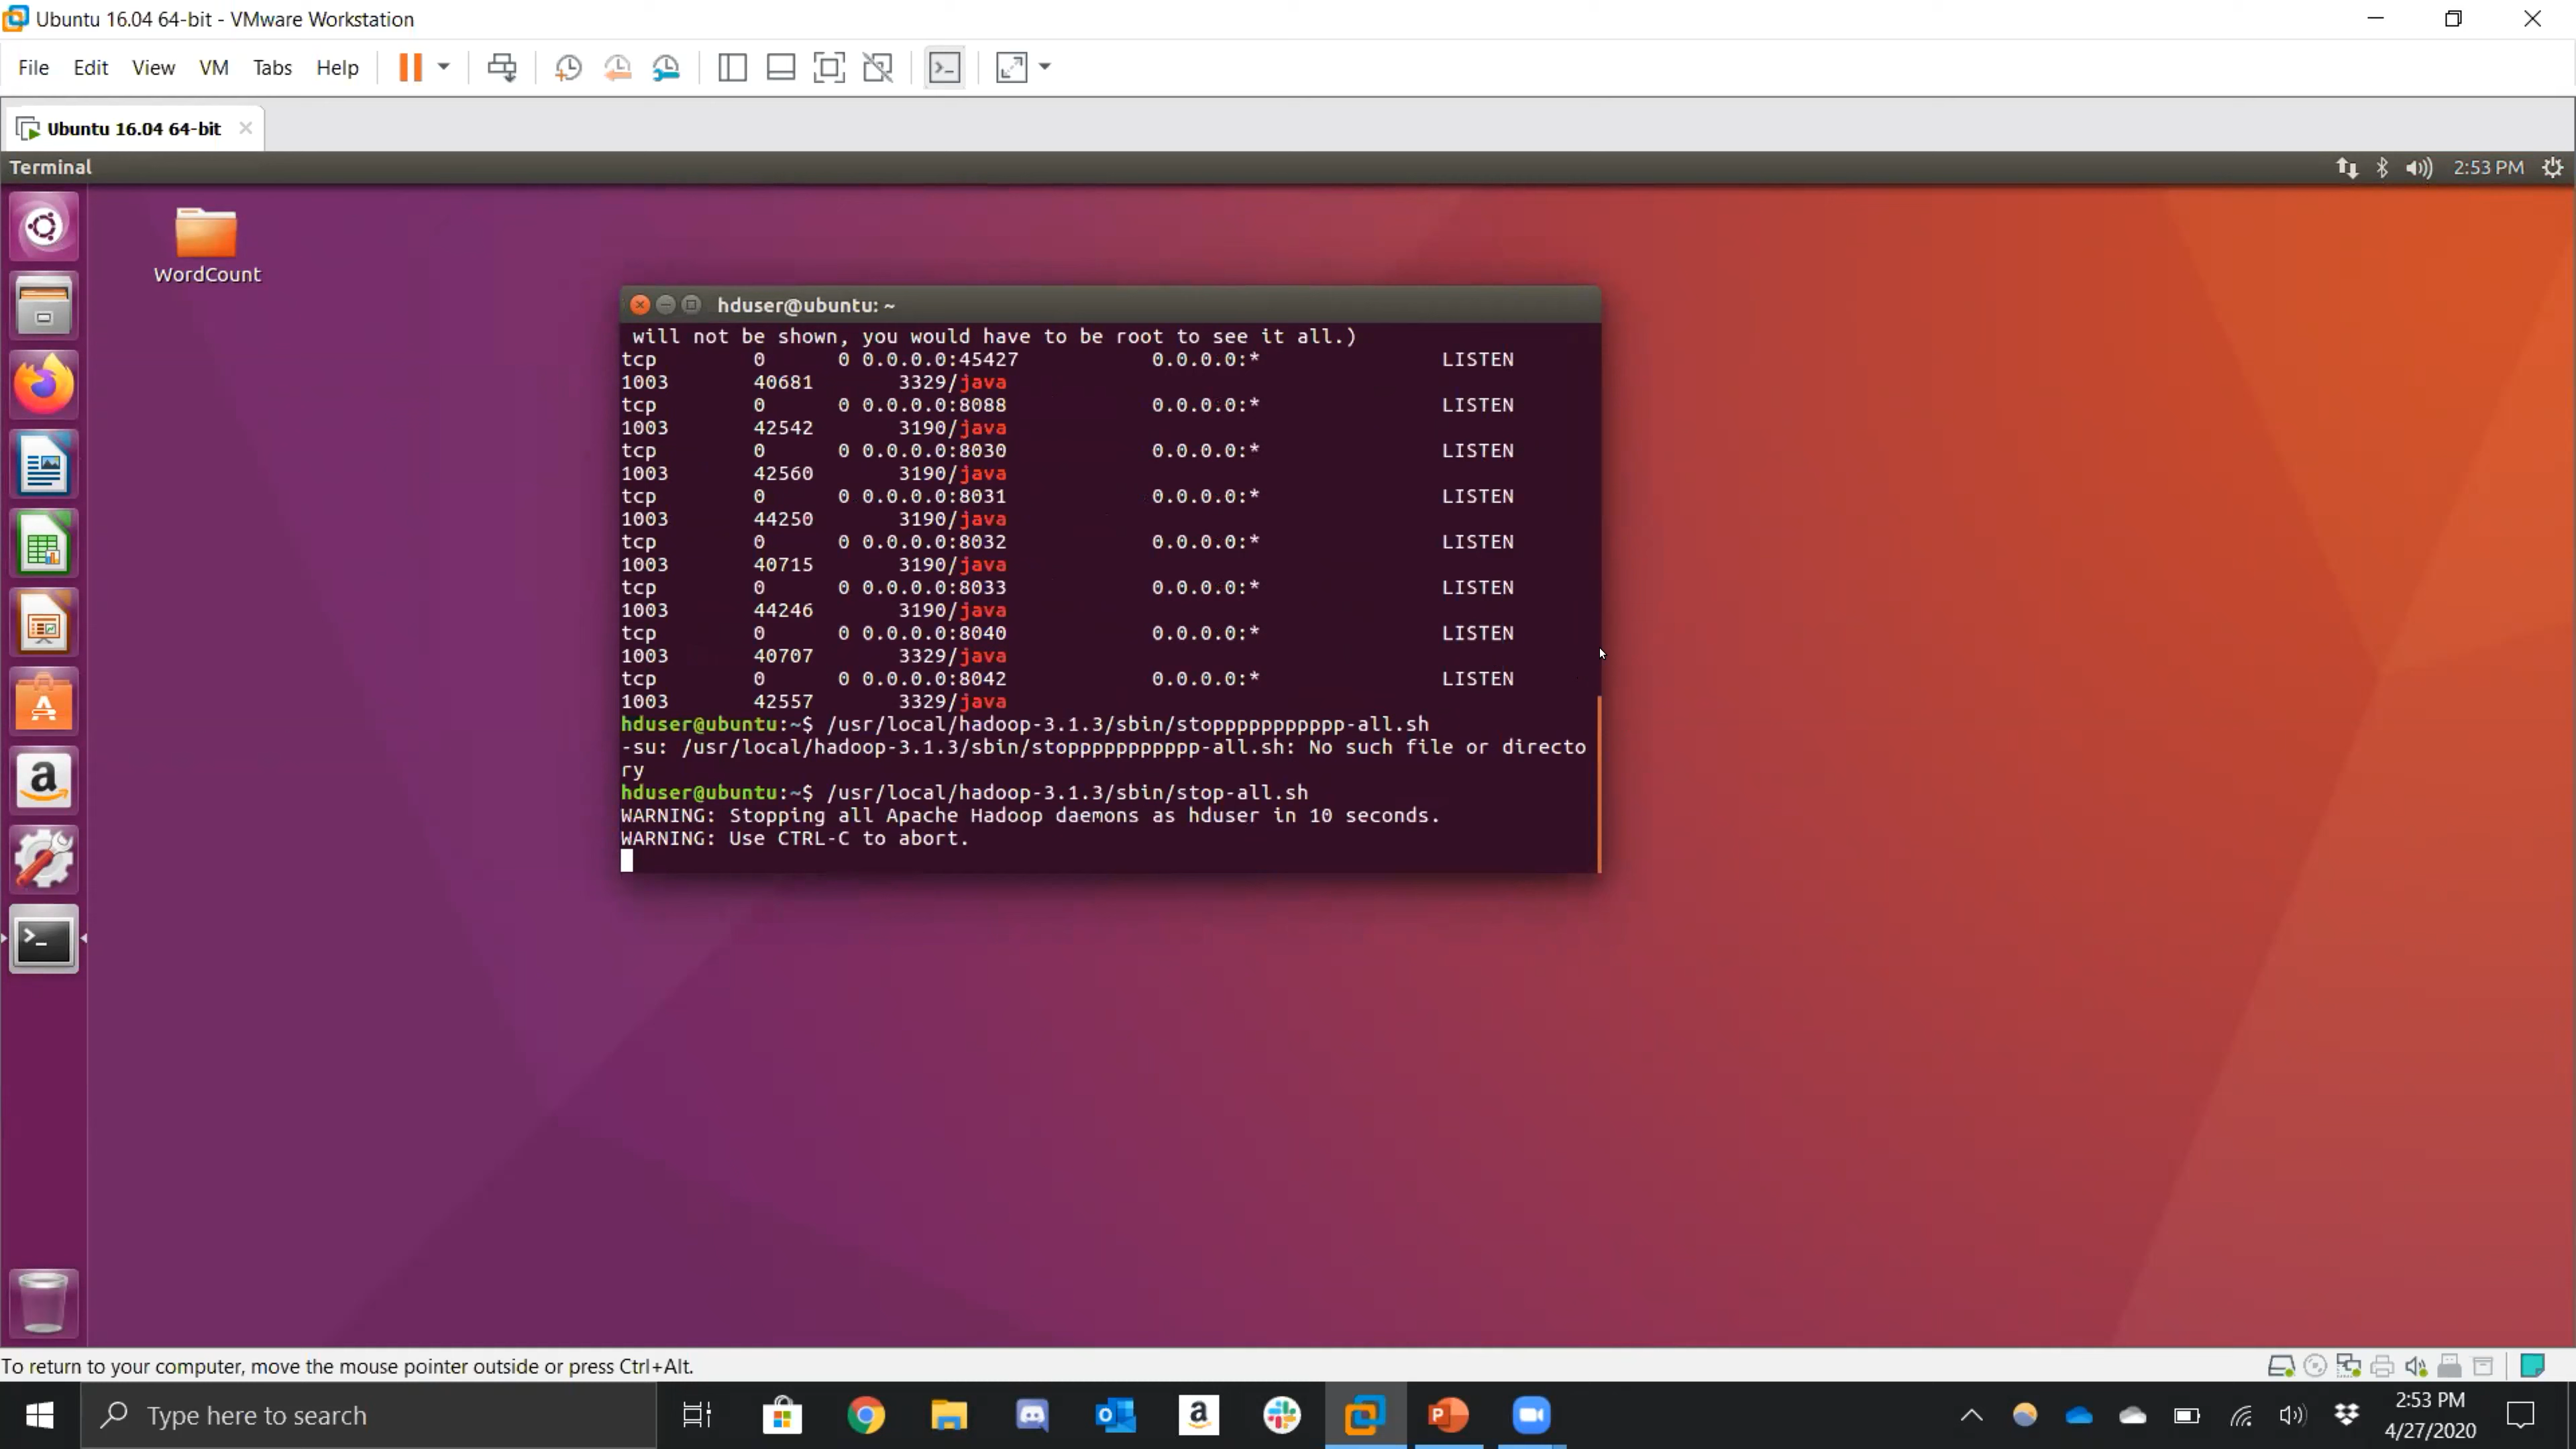 Ubuntu 16.04 64-bit - VMware Workstation
File Edit View VM Tabs Help
Ubuntu 16.04 64-bit
Terminal 2:53 PM
WordCount
hduser@ubuntu: ~
will not be shown, you would have to be root to see it all.)
tcp 0 0 0.0.0.0:45427 0.0.0.0:* LISTEN
1003 40681 3329/java
tcp 0 0 0.0.0.0:8088 0.0.0.0:* LISTEN
1003 42542 3190/java
tcp 0 0 0.0.0.0:8030 0.0.0.0:* LISTEN
1003 42560 3190/java
tcp 0 0 0.0.0.0:8031 0.0.0.0:* LISTEN
1003 44250 3190/java
tcp 0 0 0.0.0.0:8032 0.0.0.0:* LISTEN
1003 40715 3190/java
tcp 0 0 0.0.0.0:8033 0.0.0.0:* LISTEN
1003 44246 3190/java
tcp 0 0 0.0.0.0:8040 0.0.0.0:* LISTEN
1003 40707 3329/java
tcp 0 0 0.0.0.0:8042 0.0.0.0:* LISTEN
1003 42557 3329/java
hduser@ubuntu:~$ /usr/local/hadoop-3.1.3/sbin/stopppppppppppp-all.sh
-su: /usr/local/hadoop-3.1.3/sbin/stopppppppppppp-all.sh: No such file or directo
ry
hduser@ubuntu:~$ /usr/local/hadoop-3.1.3/sbin/stop-all.sh
WARNING: Stopping all Apache Hadoop daemons as hduser in 10 seconds.
WARNING: Use CTRL-C to abort.
To return to your computer, move the mouse pointer outside or press Ctrl+Alt.
Type here to search
2:53 PM
4/27/2020